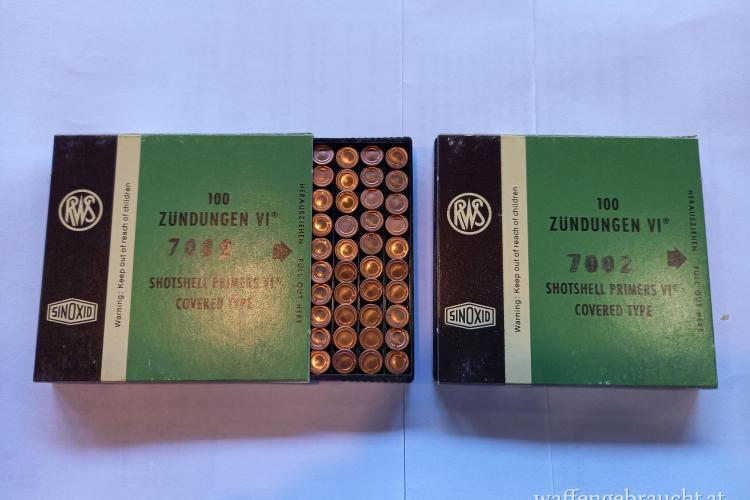 RWS
SINOXID
Warning: Keep out of reach of children
100
ZÜNDUNGEN VI®
7002
SHOTSHELL PRIMERS VI®
COVERED TYPE
HERAUSZIEHEN PULL OUT HERE
RWS
SINOXID
Warning: Keep out of reach of children
100
ZÜNDUNGEN VI®
7002
SHOTSHELL PRIMERS VI®
COVERED TYPE
HERAUSZIEHEN PULL OUT HERE
waffengebraucht.at